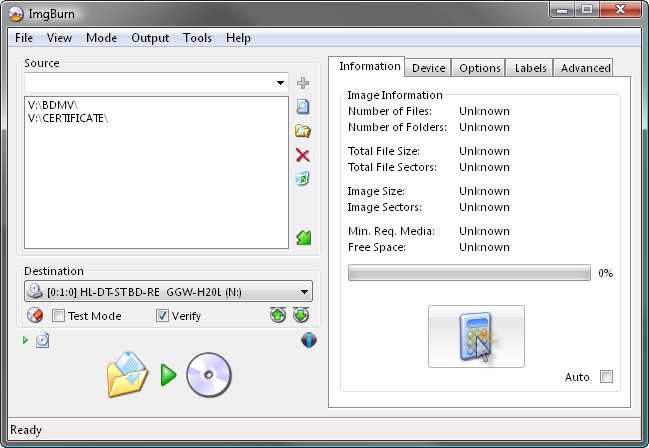 ImgBurn
File View Mode Output Tools Help
Source
V:\BDMV\
V:\CERTIFICATE\
Destination
[0:1:0] HL-DT-STBD-RE GGW-H20L (N:)
Test Mode Verify
Information Device Options Labels Advanced
Image Information
Number of Files: Unknown
Number of Folders: Unknown
Total File Size: Unknown
Total File Sectors: Unknown
Image Size: Unknown
Image Sectors: Unknown
Min. Req. Media: Unknown
Free Space: Unknown
0%
Auto
Ready